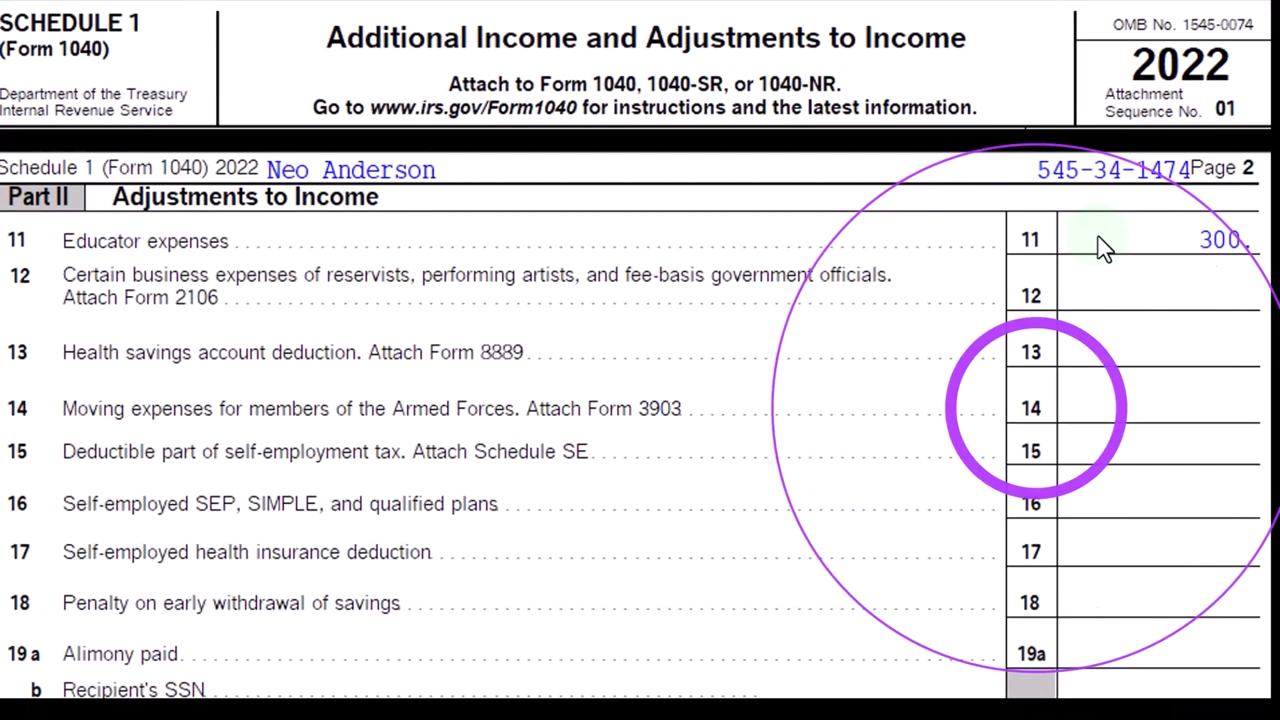 SCHEDULE 1
(Form 1040)
Department of the Treasury
Internal Revenue Service
Additional Income and Adjustments to Income
Attach to Form 1040, 1040-SR, or 1040-NR.
Go to www.irs.gov/Form1040 for instructions and the latest information.
OMB No. 1545-0074
2022
Attachment
Sequence No. 01
Schedule 1 (Form 1040) 2022 Neo Anderson 545-34-1474 Page 2
Part II Adjustments to Income
11 Educator expenses 11 300.
12 Certain business expenses of reservists, performing artists, and fee-basis government officials.
Attach Form 2106 12
13 Health savings account deduction. Attach Form 8889 13
14 Moving expenses for members of the Armed Forces. Attach Form 3903 14
15 Deductible part of self-employment tax. Attach Schedule SE 15
16 Self-employed SEP, SIMPLE, and qualified plans 16
17 Self-employed health insurance deduction 17
18 Penalty on early withdrawal of savings 18
19a Alimony paid 19a
b Recipient's SSN